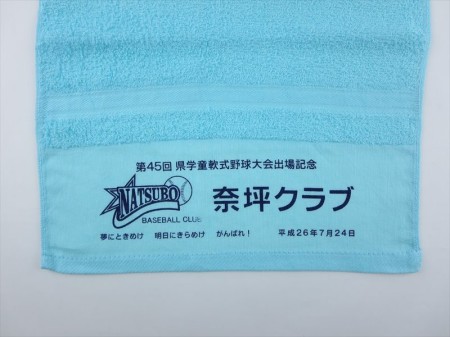 第45回 県学童軟式野球大会出場記念
NATSUBO
BASEBALL CLUB
奈坪クラブ
夢にときめけ 明日にきらめけ がんばれ！ 平成26年7月24日